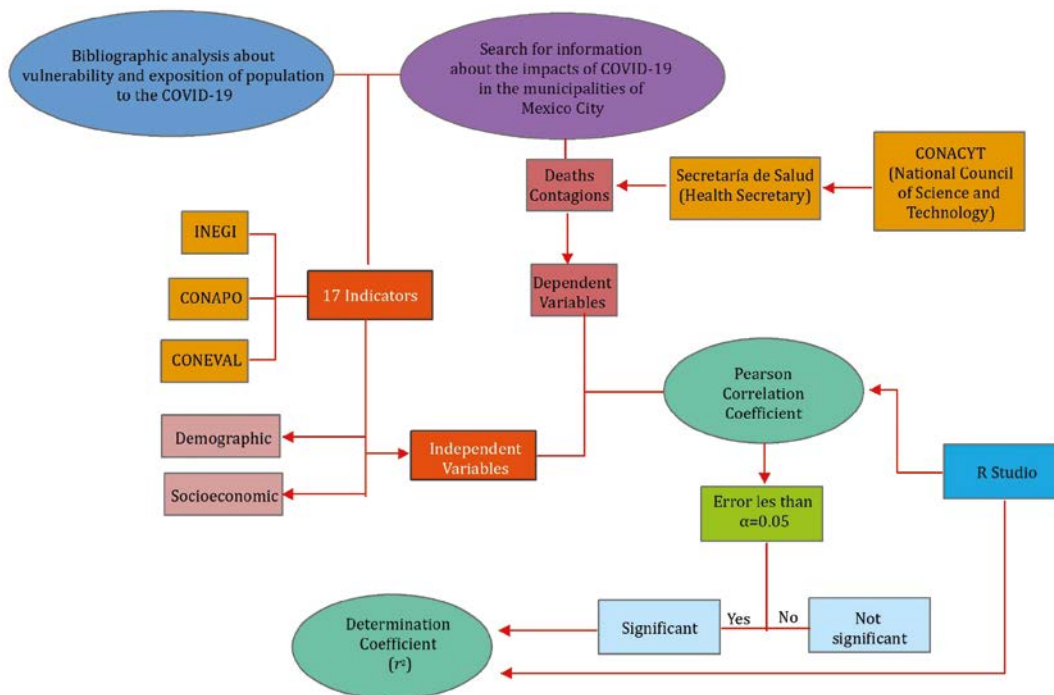 Bibliographic analysis about
vulnerability and exposition of population
to the COVID-19
Search for information
about the impacts of COVID-19
in the municipalities of
Mexico City
Deaths
Contagions
Secretaría de Salud
(Health Secretary)
CONACYT
(National Council
of Science and
Technology)
INEGI
CONAPO
CONEVAL
17 Indicators
Dependent
Variables
Pearson
Correlation
Coefficient
Demographic
Socioeconomic
Independent
Variables
R Studio
Error les than
α=0.05
Significant
Yes
No
Not
significant
Determination
Coefficient
(r²)